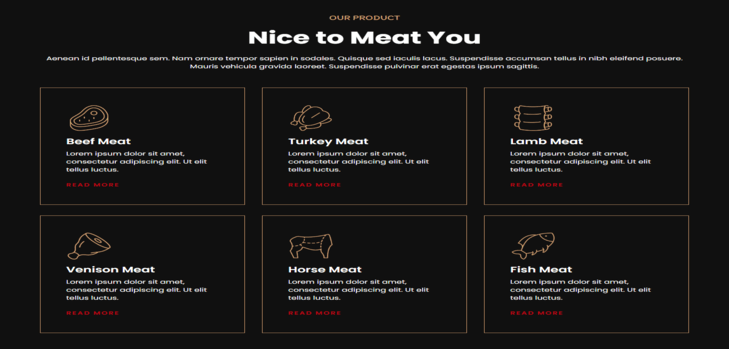 OUR PRODUCT
Nice to Meat You
Aenean id pellentesque sem. Nam ornare tempor sapien in sodales. Quisque sed iaculis lacus. Suspendisse accumsan tellus in nibh eleifend posuere.
Mauris vehicula gravida laoreet. Suspendisse pulvinar erat egestas ipsum sagittis.
Beef Meat
Lorem ipsum dolor sit amet,
consectetur adipiscing elit. Ut elit
tellus luctus.
READ MORE
Turkey Meat
Lorem ipsum dolor sit amet,
consectetur adipiscing elit. Ut elit
tellus luctus.
READ MORE
Lamb Meat
Lorem ipsum dolor sit amet,
consectetur adipiscing elit. Ut elit
tellus luctus.
READ MORE
Venison Meat
Lorem ipsum dolor sit amet,
consectetur adipiscing elit. Ut elit
tellus luctus.
READ MORE
Horse Meat
Lorem ipsum dolor sit amet,
consectetur adipiscing elit. Ut elit
tellus luctus.
READ MORE
Fish Meat
Lorem ipsum dolor sit amet,
consectetur adipiscing elit. Ut elit
tellus luctus.
READ MORE